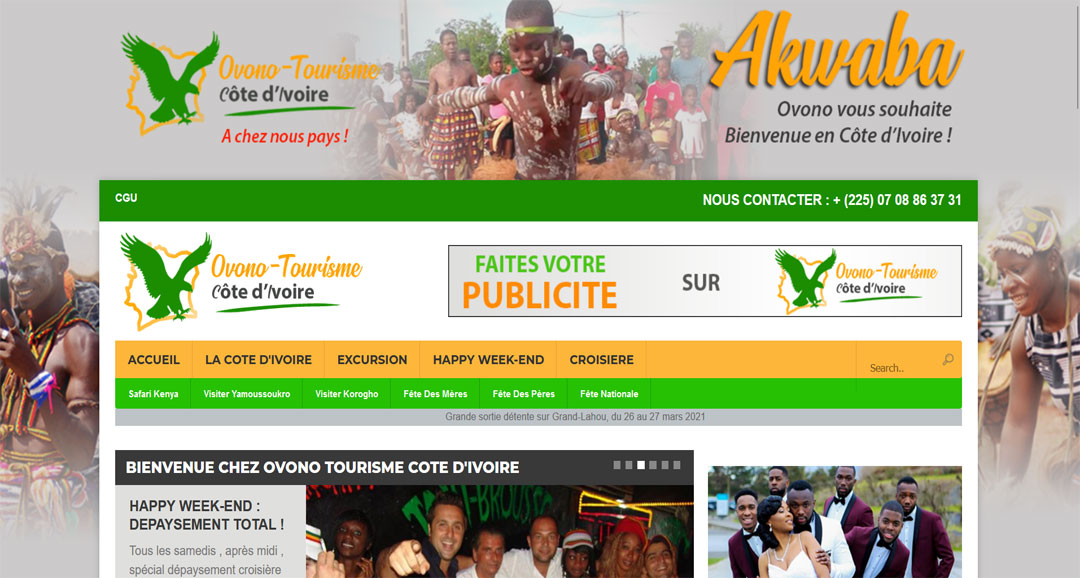 Ovono-Tourisme
Côte d'Ivoire
A chez nous pays !
Akwaba
Ovono vous souhaite
Bienvenue en Côte d'Ivoire !
CGU
NOUS CONTACTER : + (225) 07 08 86 37 31
Ovono-Tourisme
Côte d'Ivoire
FAITES VOTRE
PUBLICITE
SUR
Ovono-Tourisme
Côte d'Ivoire
ACCUEIL LA COTE D'IVOIRE EXCURSION HAPPY WEEK-END CROISIERE Search..
Safari Kenya Visiter Yamoussoukro Visiter Korogho Fête Des Mères Fête Des Pères Fête Nationale
Grande sortie détente sur Grand-Lahou, du 26 au 27 mars 2021
BIENVENUE CHEZ OVONO TOURISME COTE D'IVOIRE
HAPPY WEEK-END :
DEPAYSEMENT TOTAL !
Tous les samedis , après midi ,
spécial dépaysement croisière